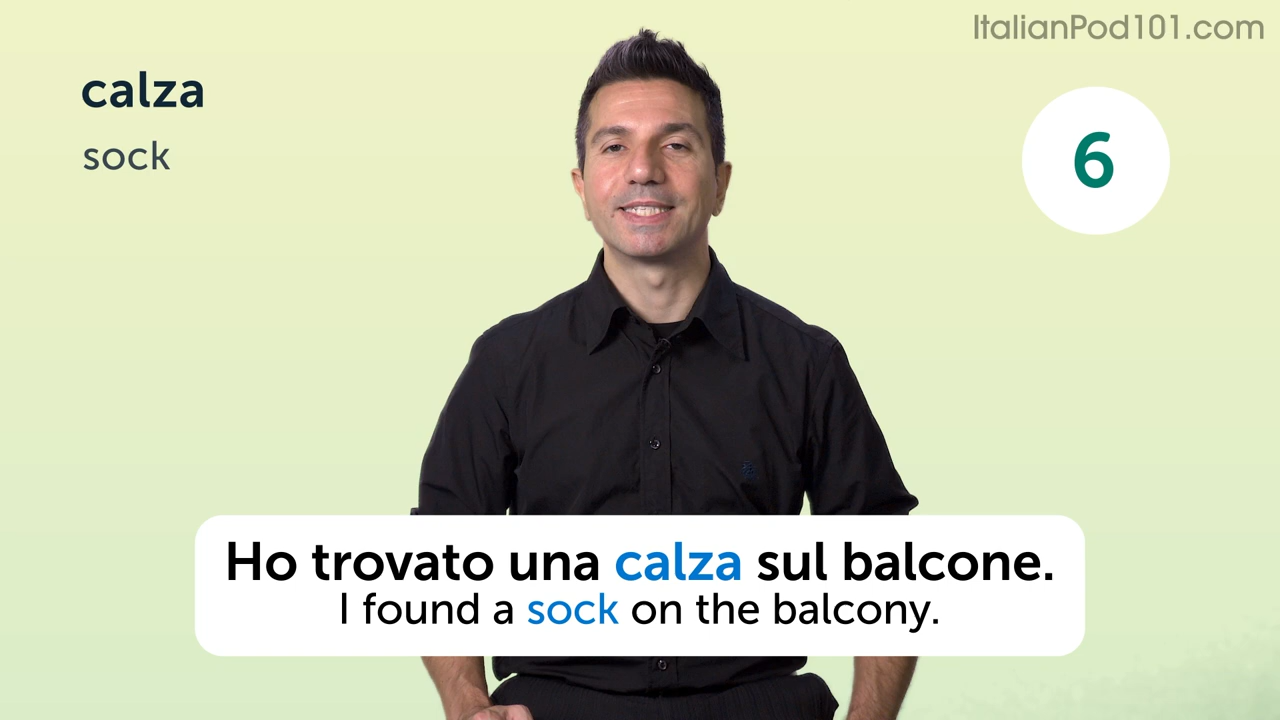 ItalianPod101.com
calza
sock
6
Ho trovato una calza sul balcone.
I found a sock on the balcony.